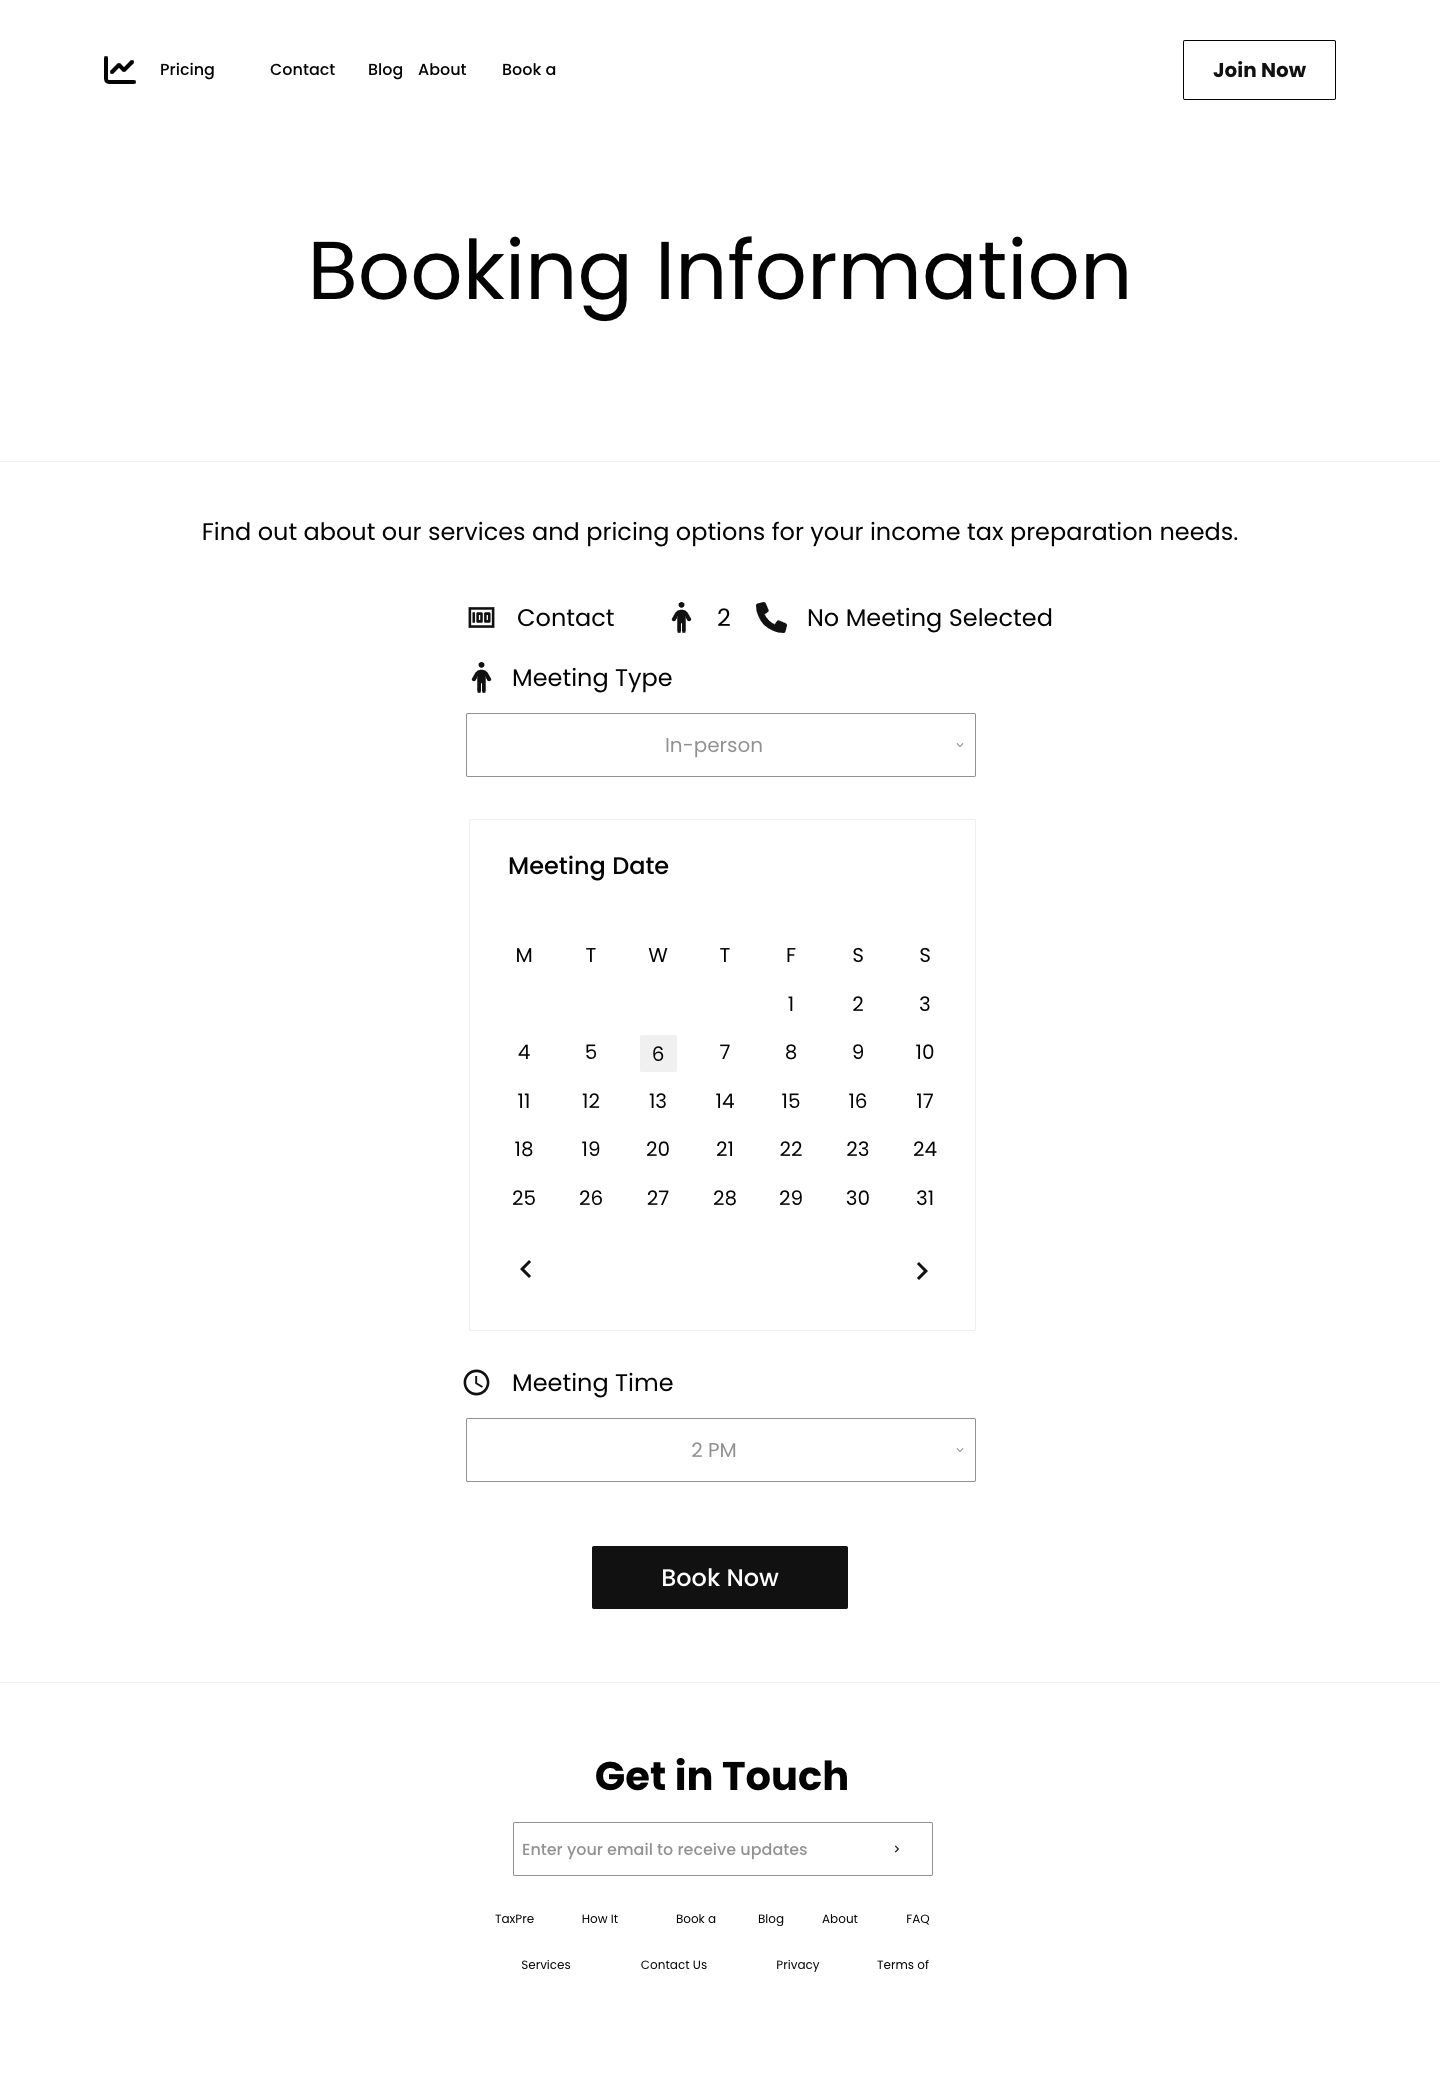 Pricing Contact Blog About Book a Join Now
Booking Information
Find out about our services and pricing options for your income tax preparation needs.
Contact 2 No Meeting Selected
Meeting Type
In-person
Meeting Date
M T W T F S S
1 2 3
4 5 6 7 8 9 10
11 12 13 14 15 16 17
18 19 20 21 22 23 24
25 26 27 28 29 30 31
Meeting Time
2 PM
Book Now
Get in Touch
Enter your email to receive updates
TaxPre How It Book a Blog About FAQ
Services Contact Us Privacy Terms of